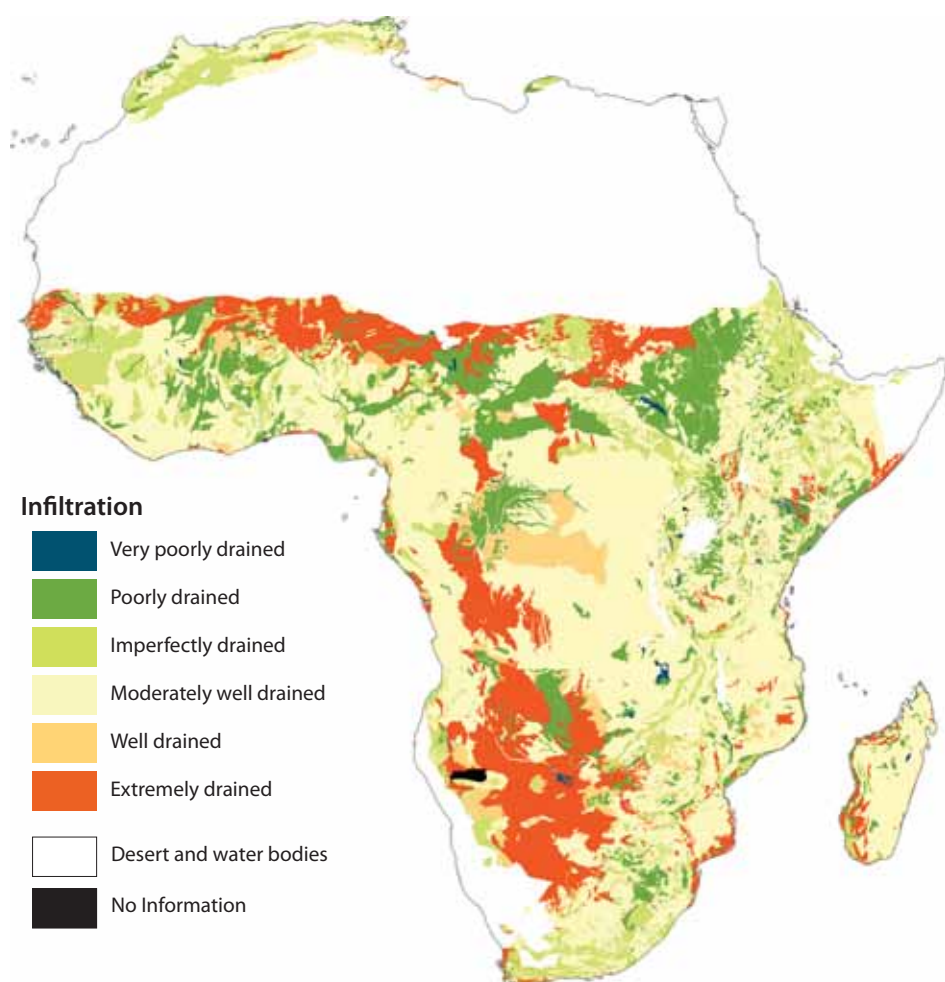 Infiltration
Very poorly drained
Poorly drained
Imperfectly drained
Moderately well drained
Well drained
Extremely drained
Desert and water bodies
No Information